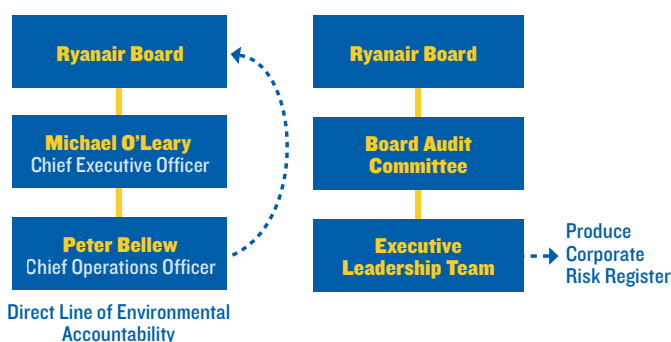 Ryanair Board
Michael O'Leary
Chief Executive Officer
Peter Bellew
Chief Operations Officer
Direct Line of Environmental
Accountability
Ryanair Board
Board Audit
Committee
Executive
Leadership Team
Produce
Corporate
Risk Register